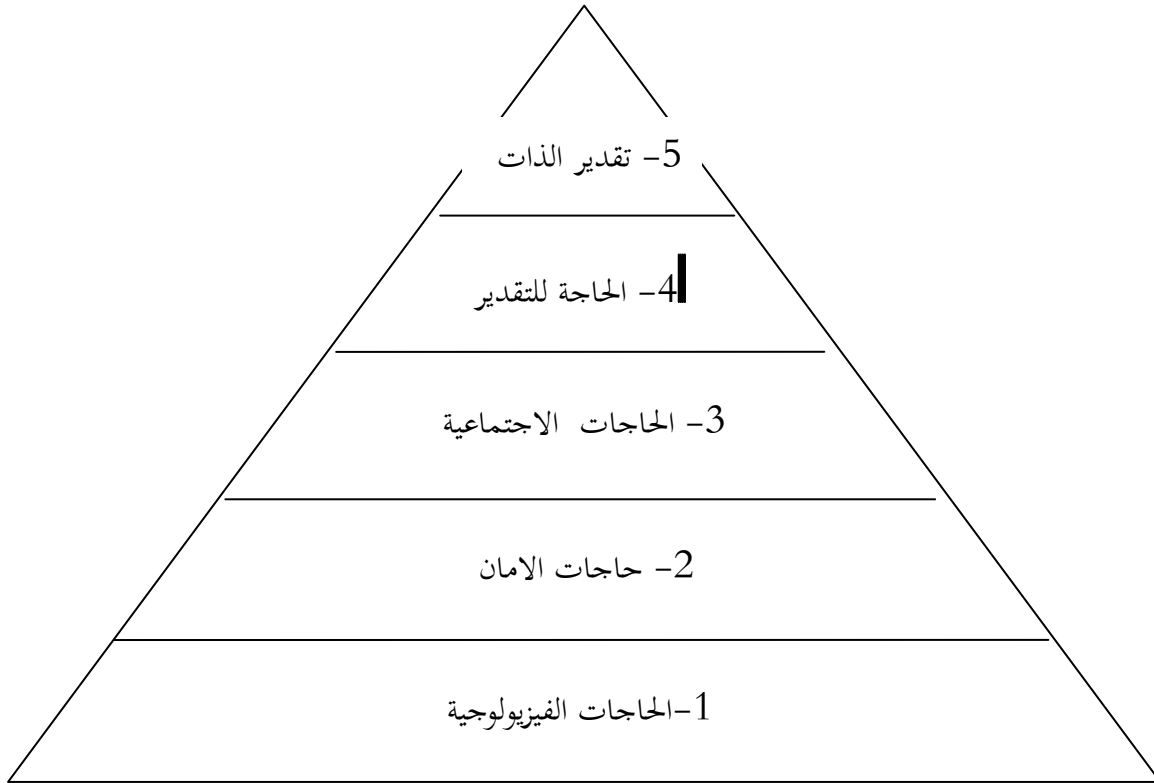 5- تقدير الذات
4- الحاجة للتقدير
3- الحاجات الاجتماعية
2- حاجات الامان
1-الحاجات الفيزيولوجية